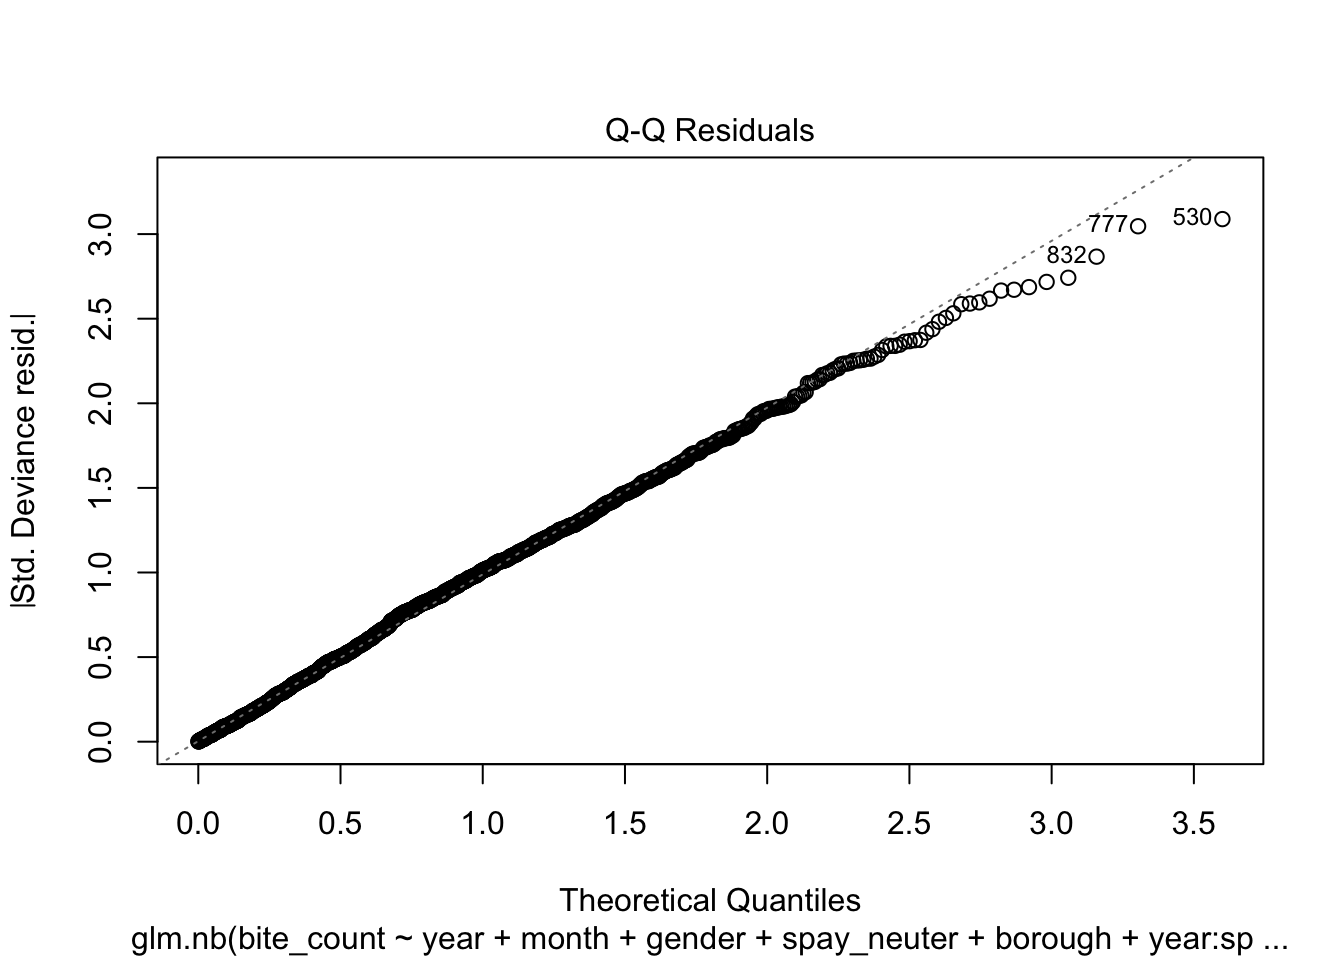 Q-Q Residuals
|Std. Deviance resid.|
3.0
2.5
2.0
1.5
1.0
0.5
0.0
777
530
832
0.0 0.5 1.0 1.5 2.0 2.5 3.0 3.5
Theoretical Quantiles
glm.nb(bite_count ~ year + month + gender + spay_neuter + borough + year:sp ...